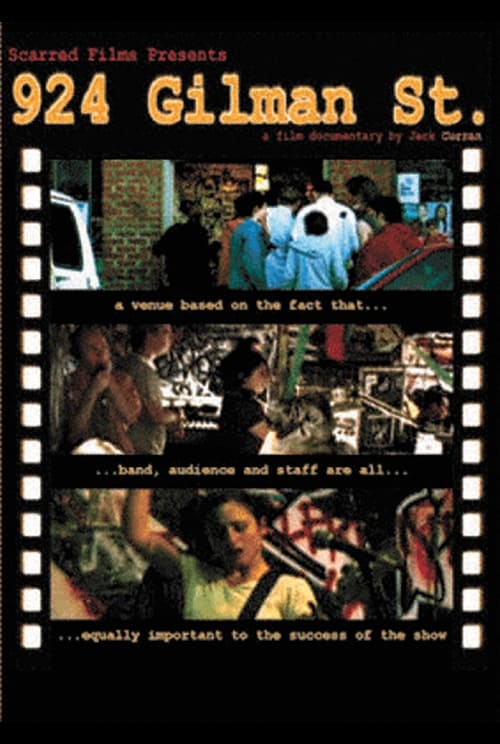 Scarred Films Presents
924 Gilman St.
a film documentary by Jack Curran
a venue based on the fact that...
...band, audience and staff are all...
...equally important to the success of the show